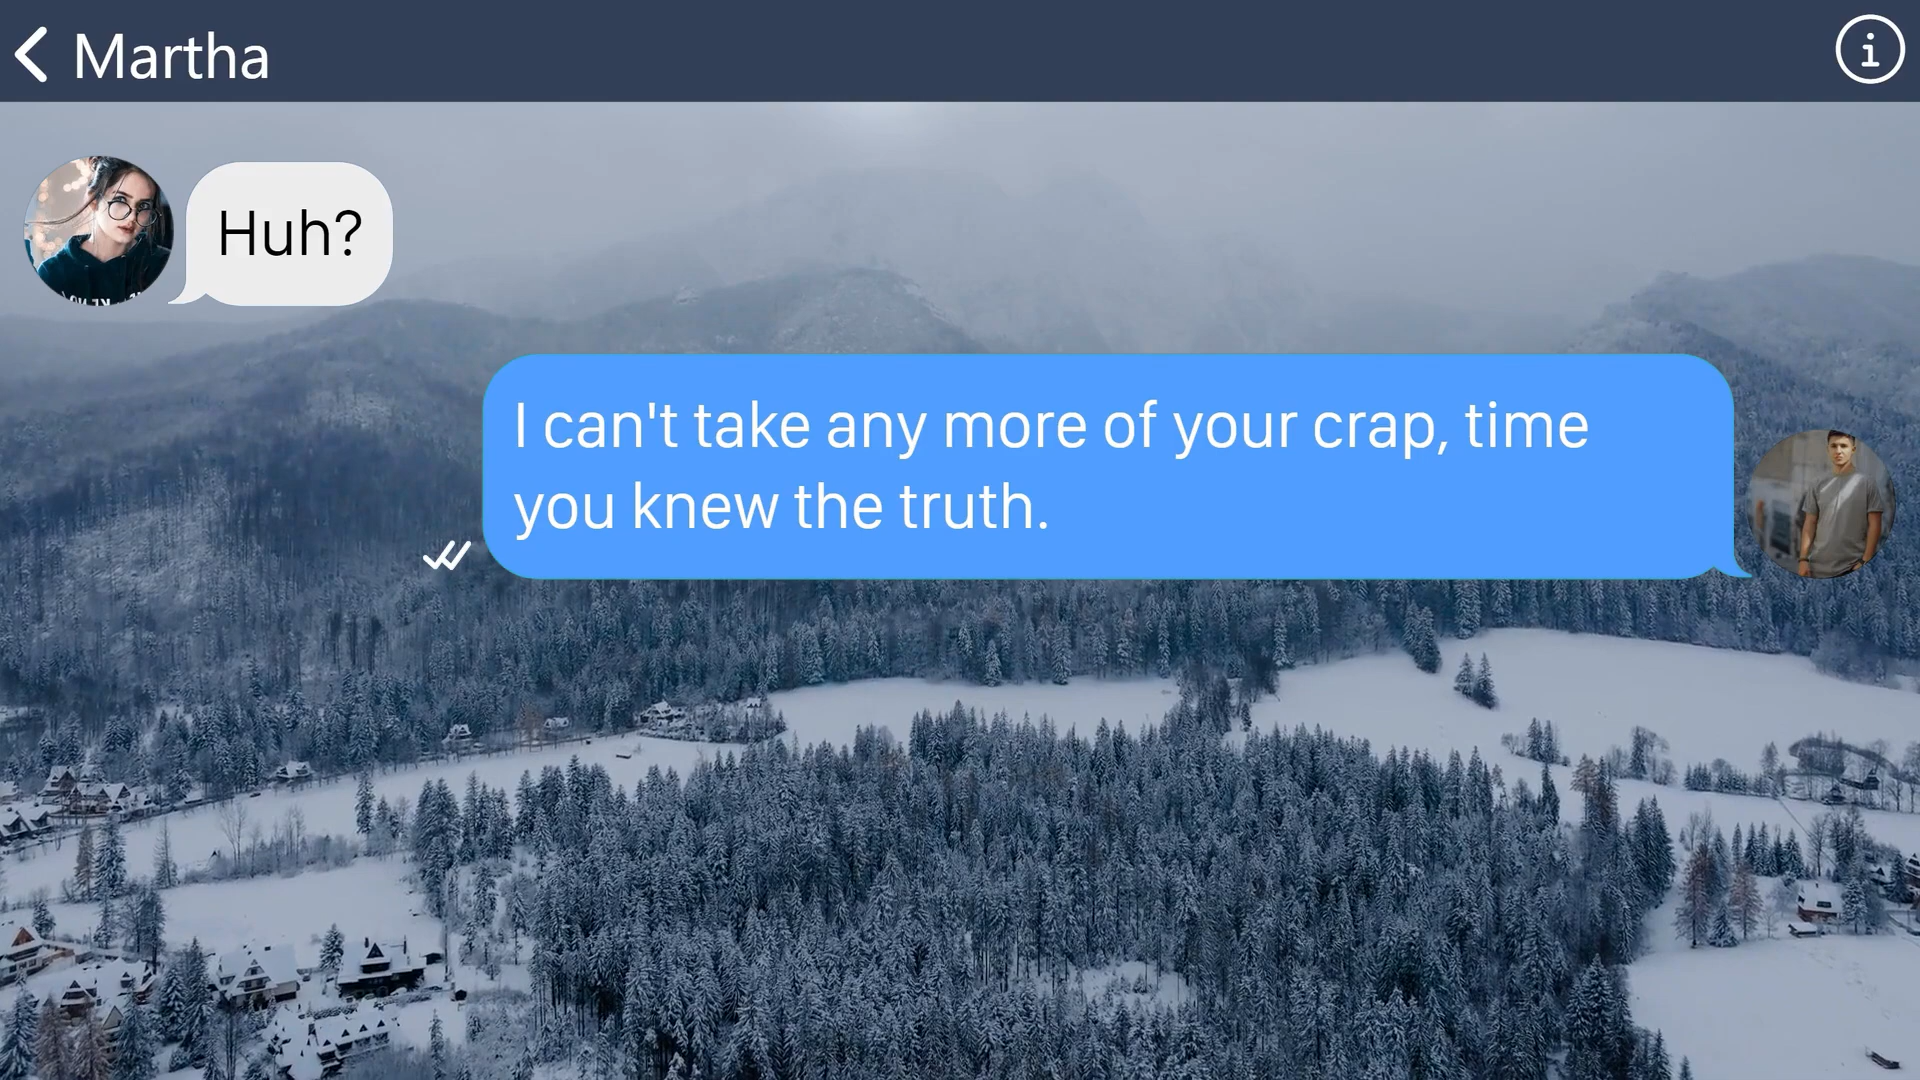 Martha
Huh?
I can't take any more of your crap, time
you knew the truth.